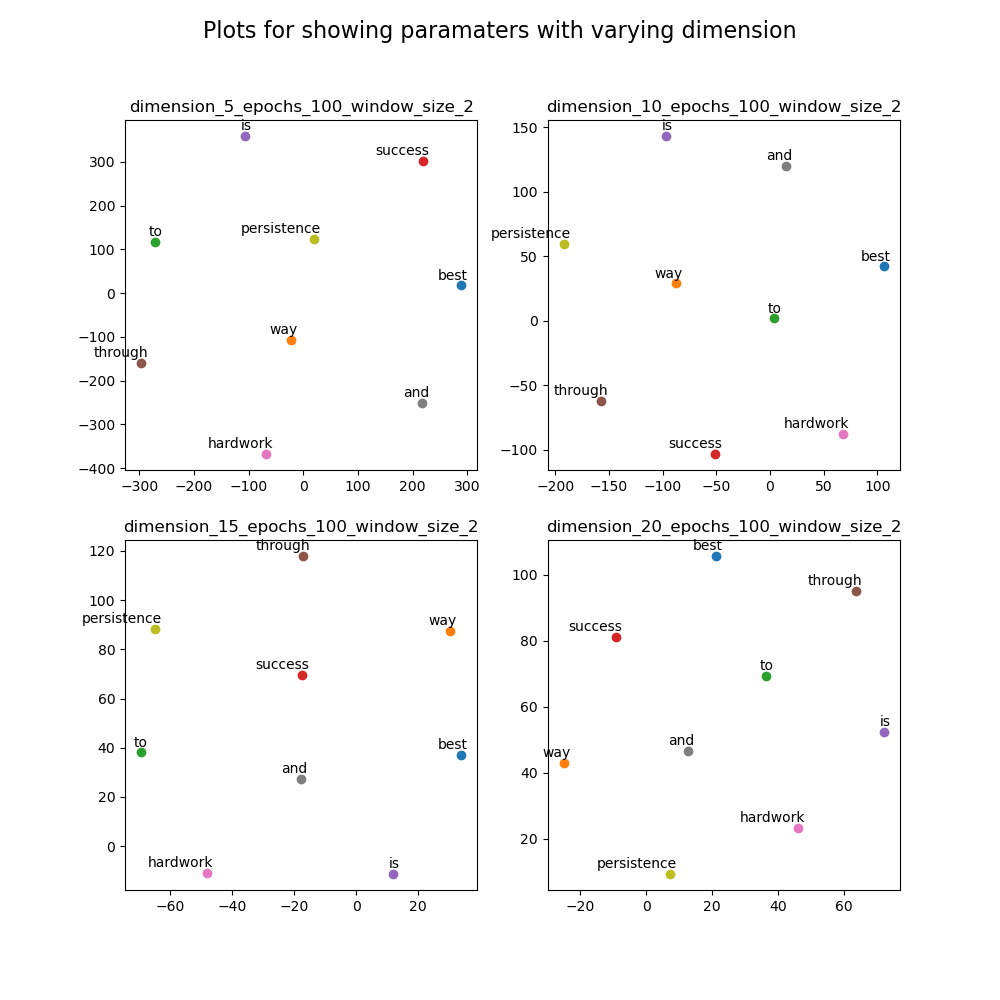 Plots for showing paramaters with varying dimension
dimension_5_epochs_100_window_size_2
is
success
to
persistence
best
way
through
and
hardwork
300
200
100
0
−100
−200
−300
−400
−300 −200 −100 0 100 200 300
dimension_10_epochs_100_window_size_2
is
and
persistence
best
way
to
through
hardwork
success
150
100
50
0
−50
−100
−200 −150 −100 −50 0 50 100
dimension_15_epochs_100_window_size_2
through
persistence
way
success
to
best
and
hardwork
is
120
100
80
60
40
20
0
−60 −40 −20 0 20
dimension_20_epochs_100_window_size_2
best
through
success
to
is
and
way
hardwork
persistence
100
80
60
40
20
−20 0 20 40 60